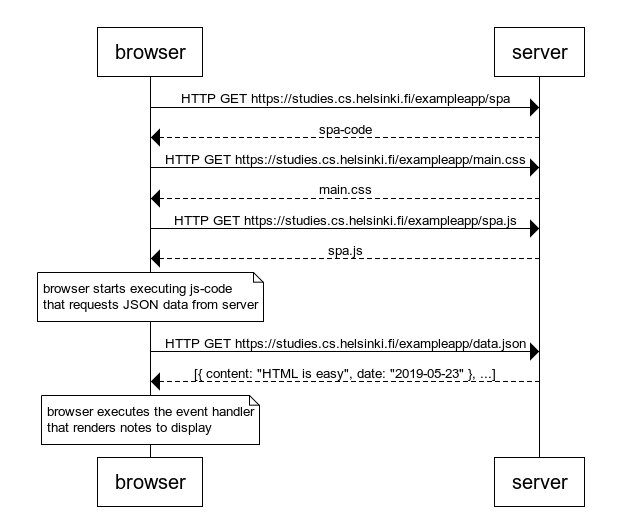 browser
server
HTTP GET https://studies.cs.helsinki.fi/exampleapp/spa
spa-code
HTTP GET https://studies.cs.helsinki.fi/exampleapp/main.css
main.css
HTTP GET https://studies.cs.helsinki.fi/exampleapp/spa.js
spa.js
browser starts executing js-code
that requests JSON data from server
HTTP GET https://studies.cs.helsinki.fi/exampleapp/data.json
[{ content: "HTML is easy", date: "2019-05-23" }, ...]
browser executes the event handler
that renders notes to display
browser
server